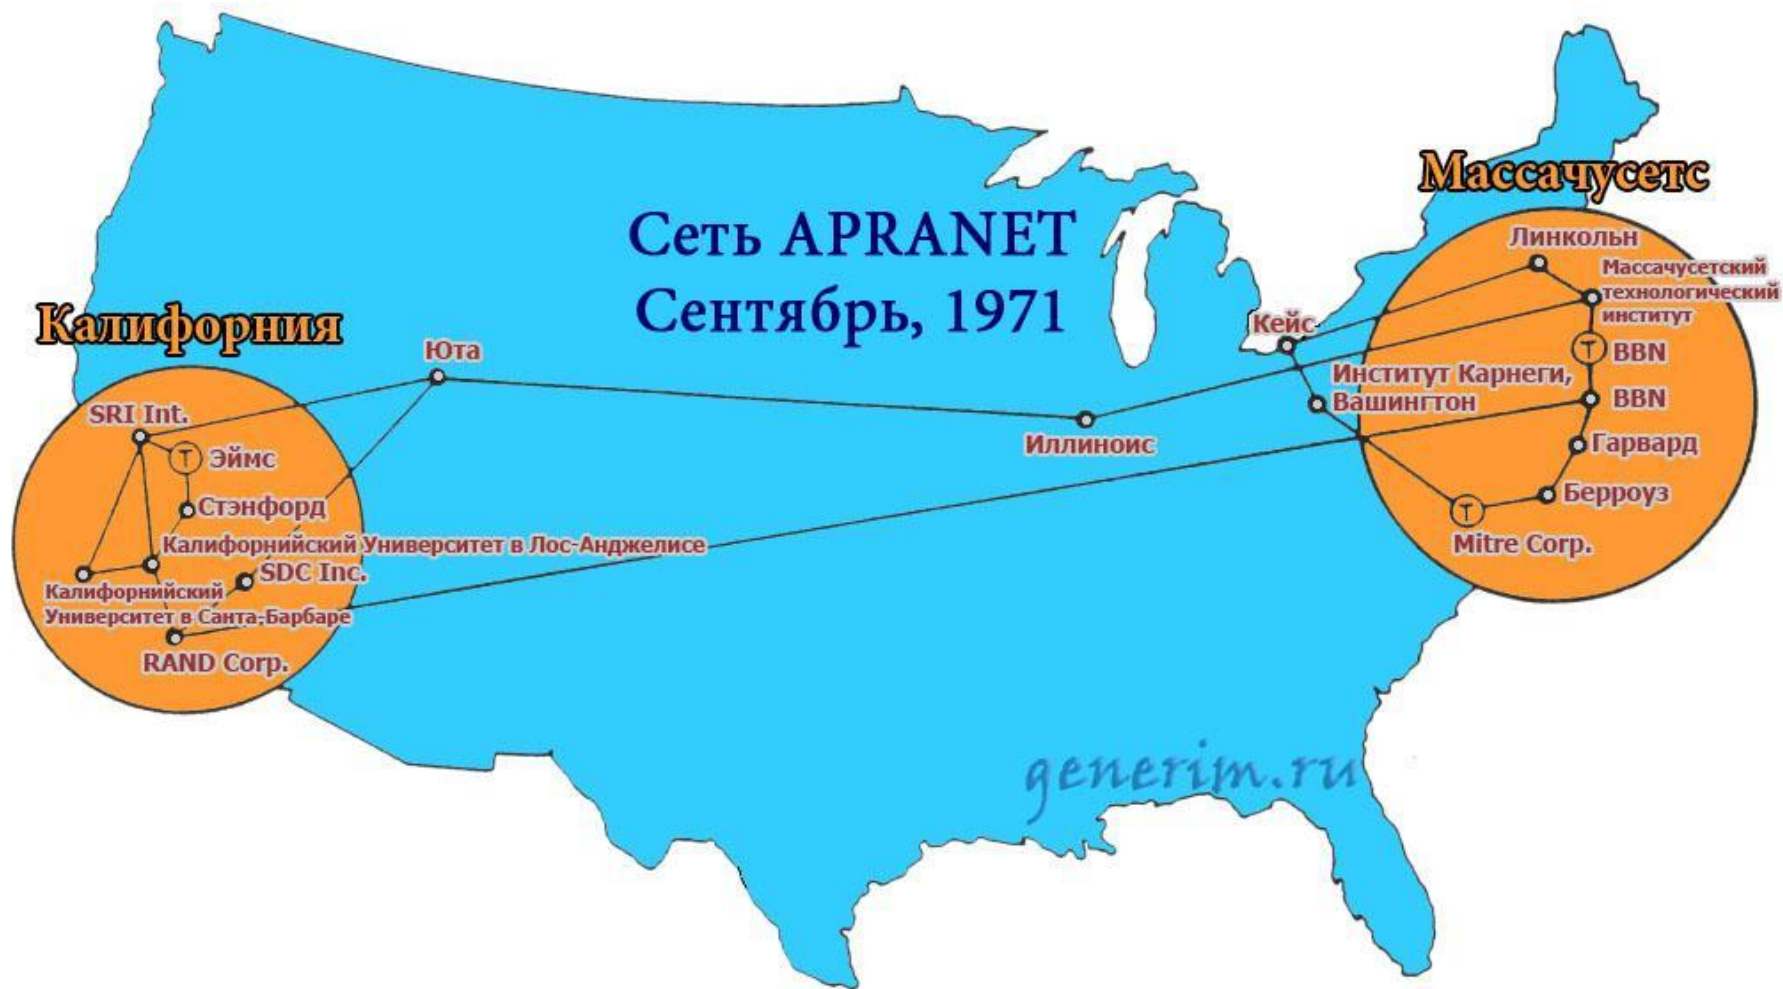 Массачусетс
Сеть APRANET
Сентябрь, 1971
Линкольн
Массачусетский
технологический
институт
Калифорния
Кейс
Юта
BBN
Институт Карнеги,
Вашингтон
BBN
SRI Int.
Иллиноис
Гарвард
T
T
Эймс
Стэнфорд
Берроуз
T
Mitre Corp.
Калифорнийский Университет в Лос-Анджелисе
SDC Inc.
Калифорнийский
Университет в Санта-Барбаре
RAND Corp.
generim.ru